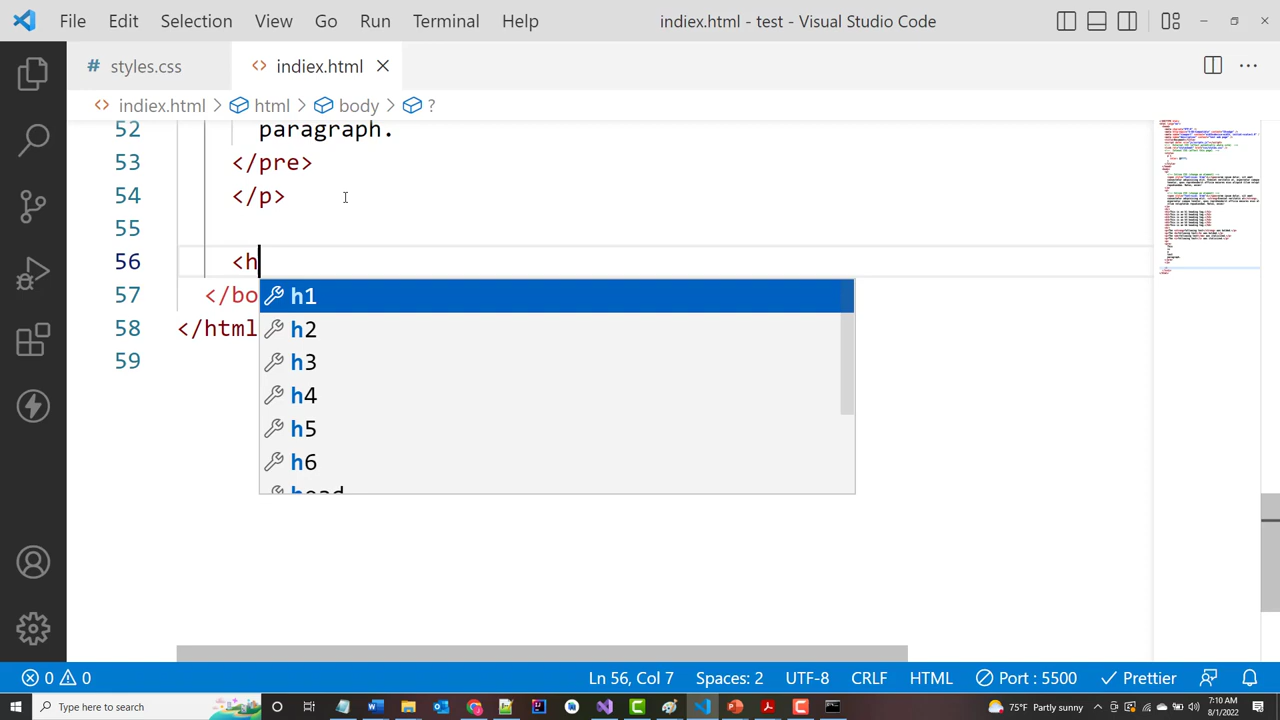 File Edit Selection View Go Run Terminal Help indiex.html - test - Visual Studio Code
# styles.css <> indiex.html
<> indiex.html > html > body > ?
52 paragraph.
53 </pre>
54 </p>
55
56 <h
57 </bo
58 </html
59
h1
h2
h3
h4
h5
h6
head
0 0 Ln 56, Col 7 Spaces: 2 UTF-8 CRLF HTML Port : 5500 Prettier
Type here to search
75°F Partly sunny
7:10 AM
8/1/2022